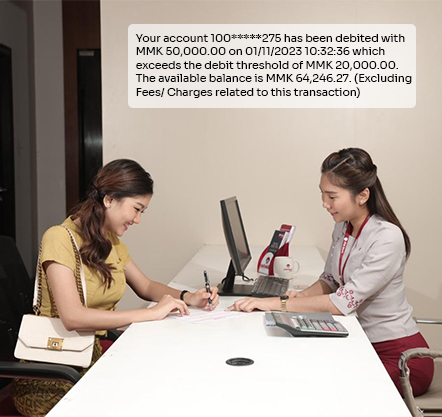 Your account 100*****275 has been debited with
MMK 50,000.00 on 01/11/2023 10:32:36 which
exceeds the debit threshold of MMK 20,000.00.
The available balance is MMK 64,246.27. (Excluding
Fees/ Charges related to this transaction)